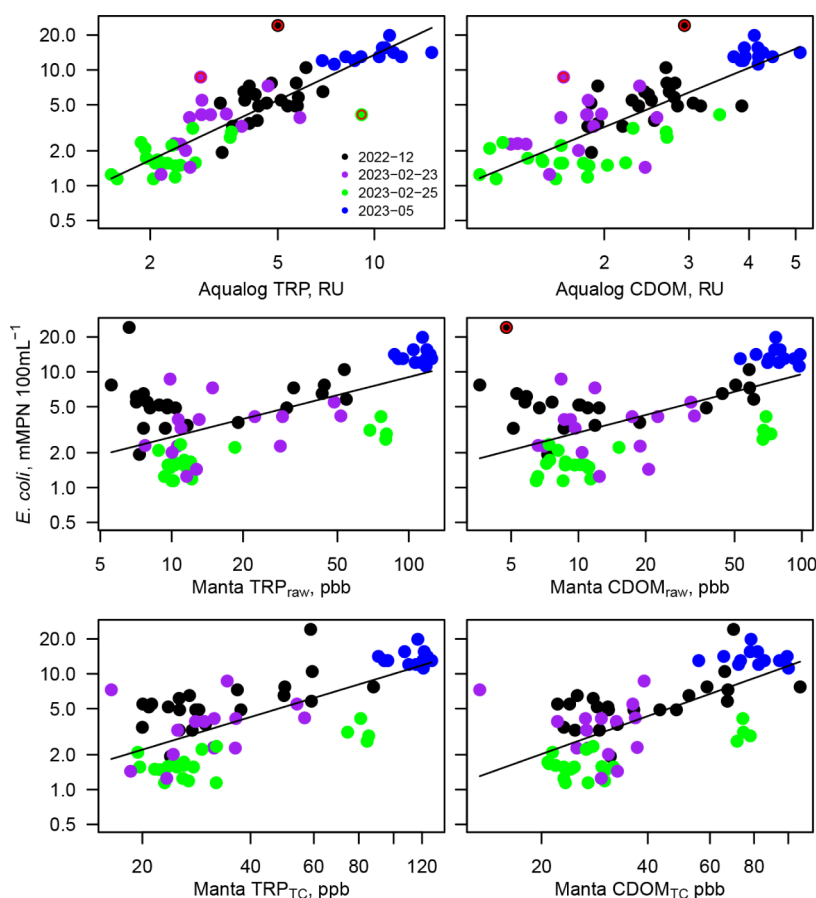 20.0
10.0
5.0
2.0
1.0
0.5
2022−12
2023−02−23
2023−02−25
2023−05
2 5 10
2 3 4 5
Aqualog TRP, RU
Aqualog CDOM, RU
20.0
10.0
5.0
2.0
1.0
0.5
E. coli, mMPN 100mL−1
5 10 20 50 100
5 10 20 50 100
Manta TRPraw, pbb
Manta CDOMraw, pbb
20.0
10.0
5.0
2.0
1.0
0.5
20 40 60 80 120
20 40 60 80
Manta TRPTC, ppb
Manta CDOMTC pbb